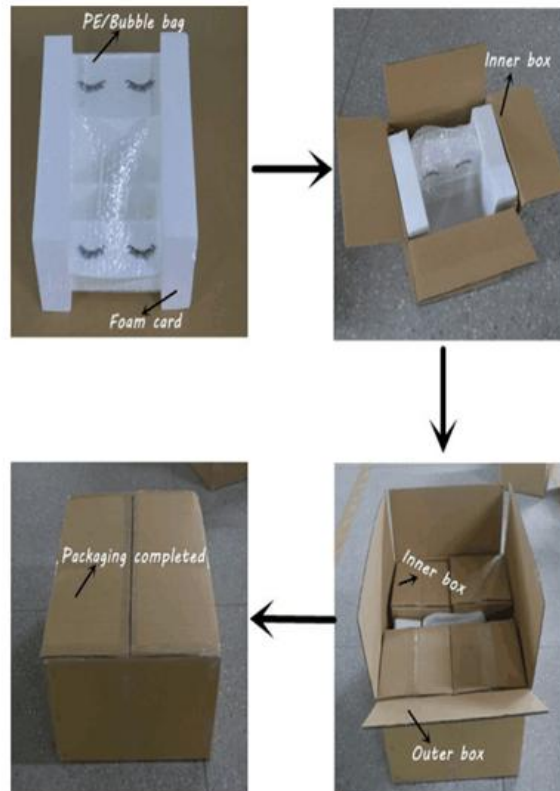 PE/Bubble bag
Foam card
Inner box
Inner box
Outer box
Packaging completed